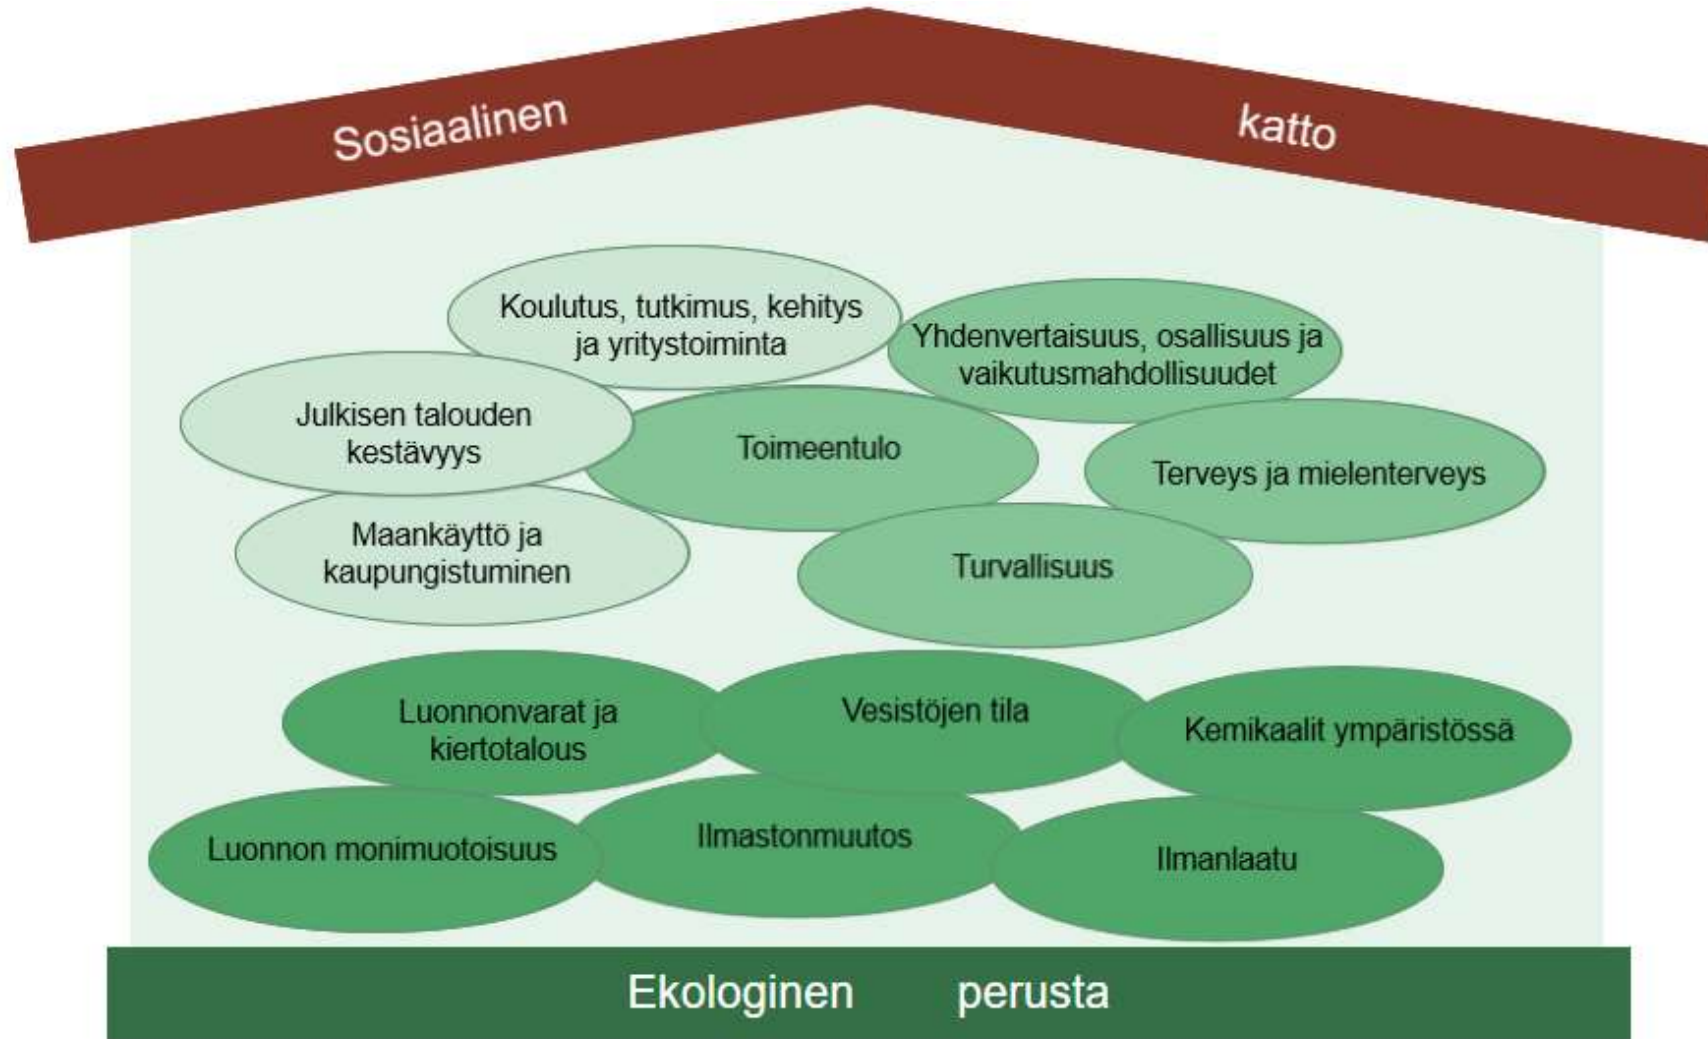 Sosiaalinen katto
Koulutus, tutkimus, kehitys
ja yritystoiminta
Yhdenvertaisuus, osallisuus ja
vaikutusmahdollisuudet
Julkisen talouden
kestävyys
Toimeentulo
Terveys ja mielenterveys
Maankäyttö ja
kaupungistuminen
Turvallisuus
Luonnonvarat ja
kiertotalous
Vesistöjen tila
Kemikaalit ympäristössä
Luonnon monimuotoisuus
Ilmastonmuutos
Ilmanlaatu
Ekologinen perusta